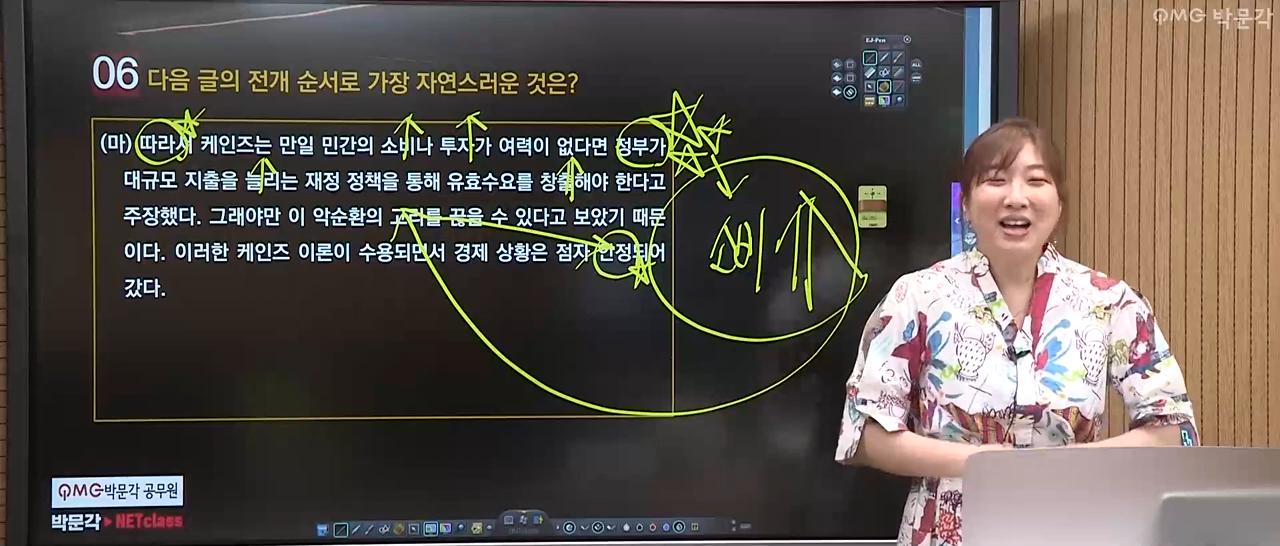 QMG 박문각
EJ-Pen
06 다음 글의 전개 순서로 가장 자연스러운 것은?
(마) 따라서 케인즈는 만일 민간의 소비나 투자가 여력이 없다면 정부가
대규모 지출을 늘리는 재정 정책을 통해 유효수요를 창출해야 한다고
주장했다. 그래야만 이 악순환의 고리를 끊을 수 있다고 보았기 때문
이다. 이러한 케인즈 이론이 수용되면서 경제 상황은 점차 안정되어
갔다.
QMG박문각 공무원
박문각 NETclass